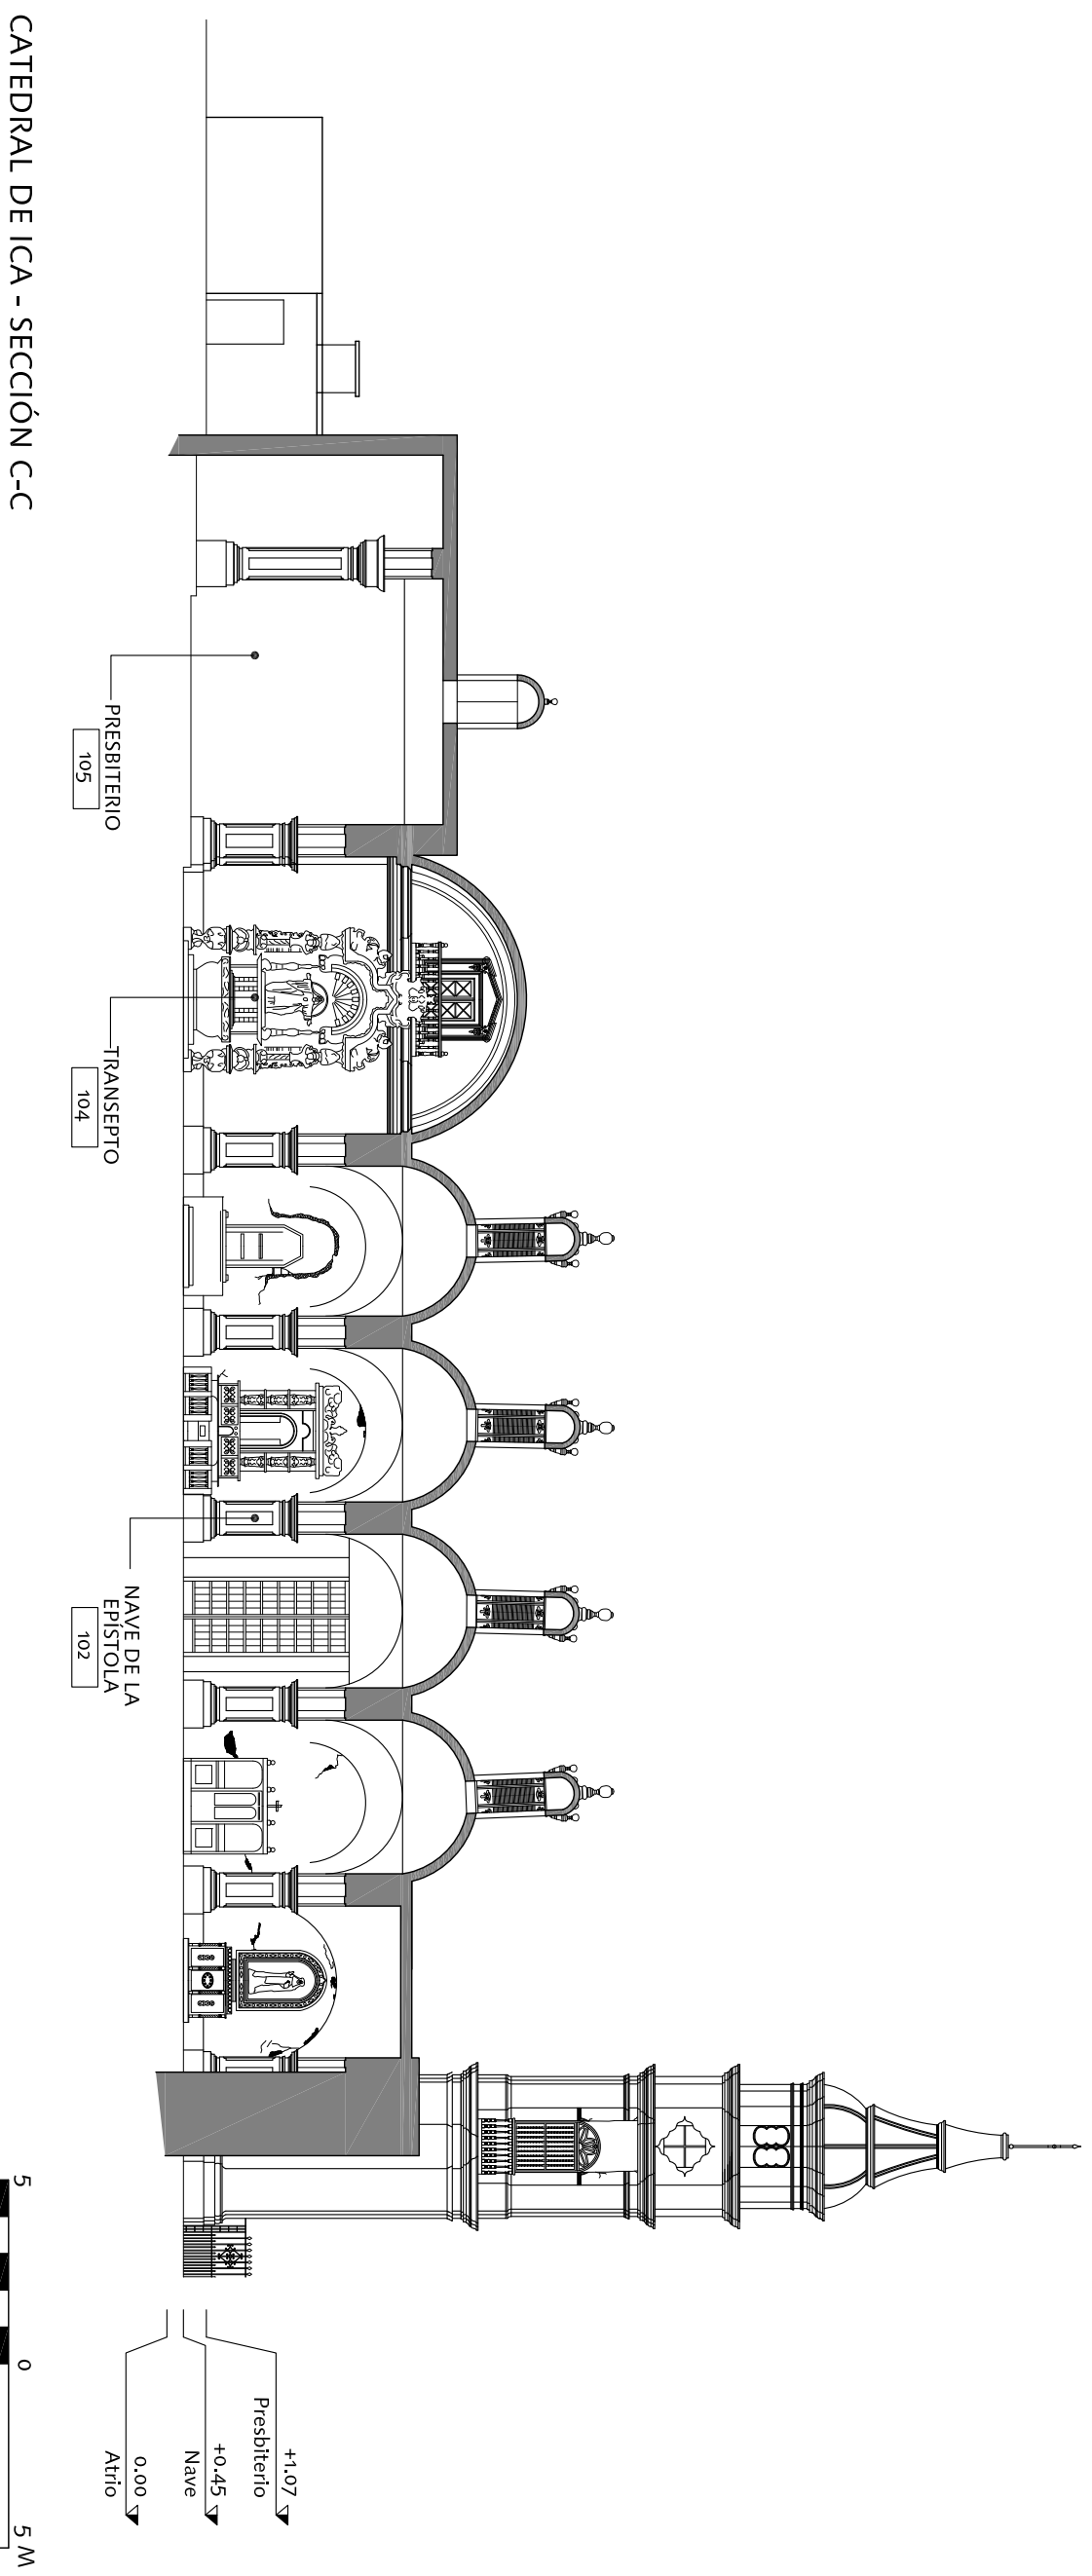 CATEDRAL DE ICA - SECCIÓN C-C
PRESBITERIO
105
TRANSEPTO
104
NAVE DE LA
EPÍSTOLA
102
+1.07
Presbiterio
+0.45
Nave
0.00
Atrio
5 0 5 M